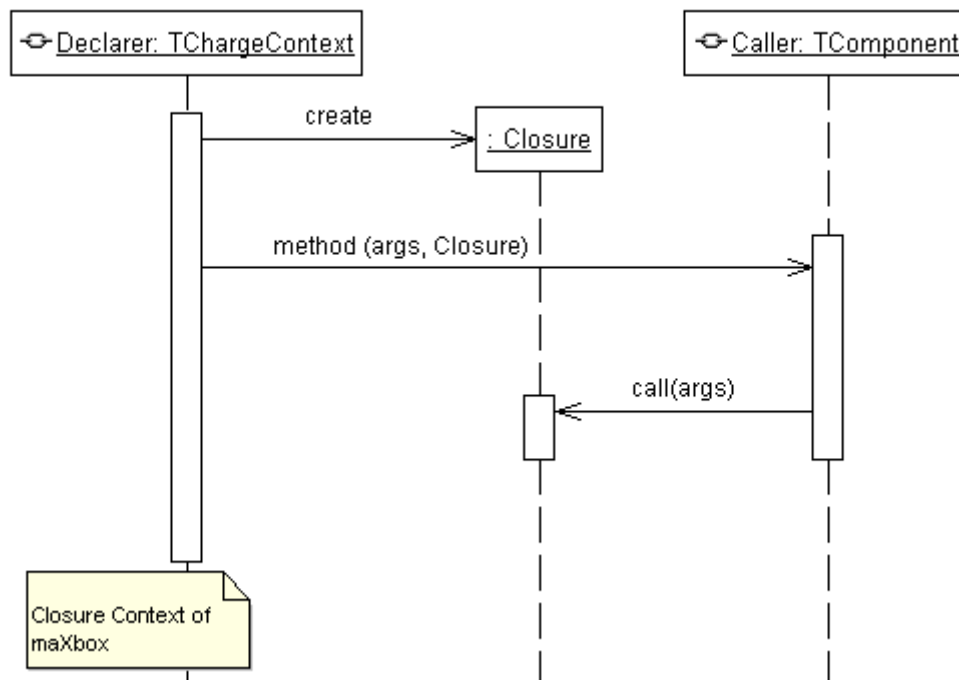 Declarer: TChargeContext
Caller: TComponent
create
: Closure
method (args, Closure)
call(args)
Closure Context of
maXbox